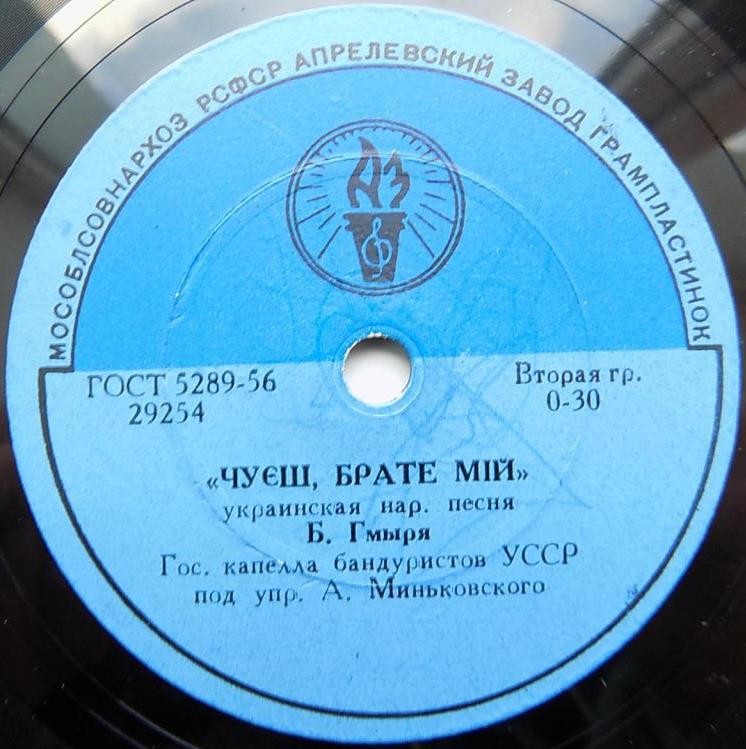 МОСОБЛСОВНАРХОЗ РСФСР АПРЕЛЕВСКИЙ ЗАВОД ГРАМПЛАСТИНОК
АЗ
ГОСТ 5289-56
29254
Вторая гр.
0-30
«ЧУЄШ, БРАТЕ МІЙ»
украинская нар. песня
Б. Гмыря
Гос. капелла бандуристов УССР
под упр. А. Миньковского